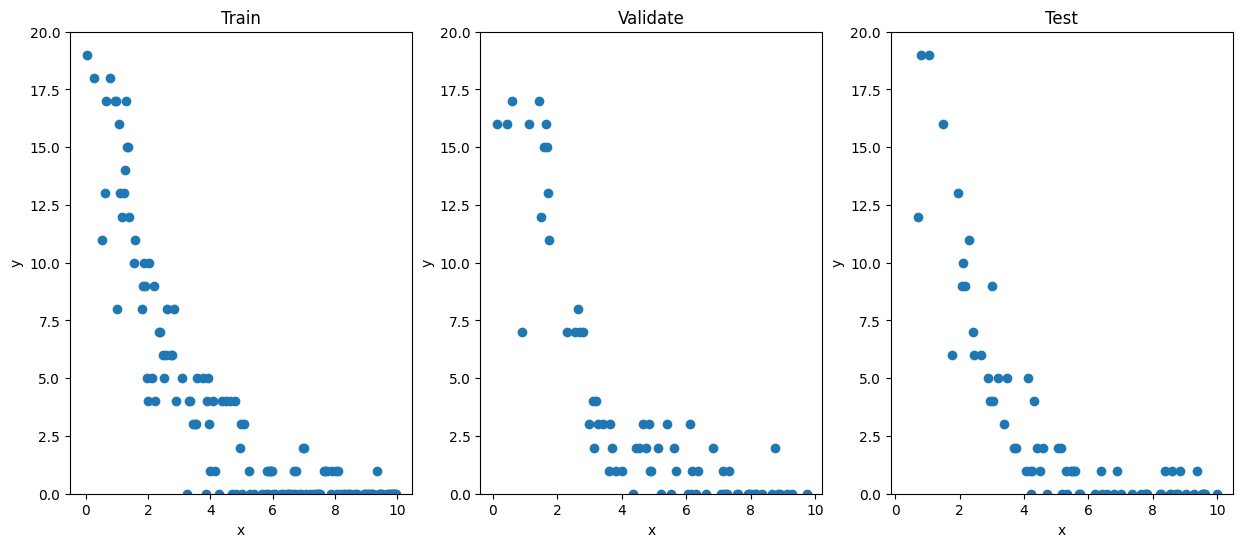 Train Validate Test
20.0 20.0 20.0
17.5 17.5 17.5
15.0 15.0 15.0
12.5 12.5 12.5
y 10.0 y 10.0 y 10.0
7.5 7.5 7.5
5.0 5.0 5.0
2.5 2.5 2.5
0.0 0.0 0.0
0 2 4 6 8 10 0 2 4 6 8 10 0 2 4 6 8 10
x x x